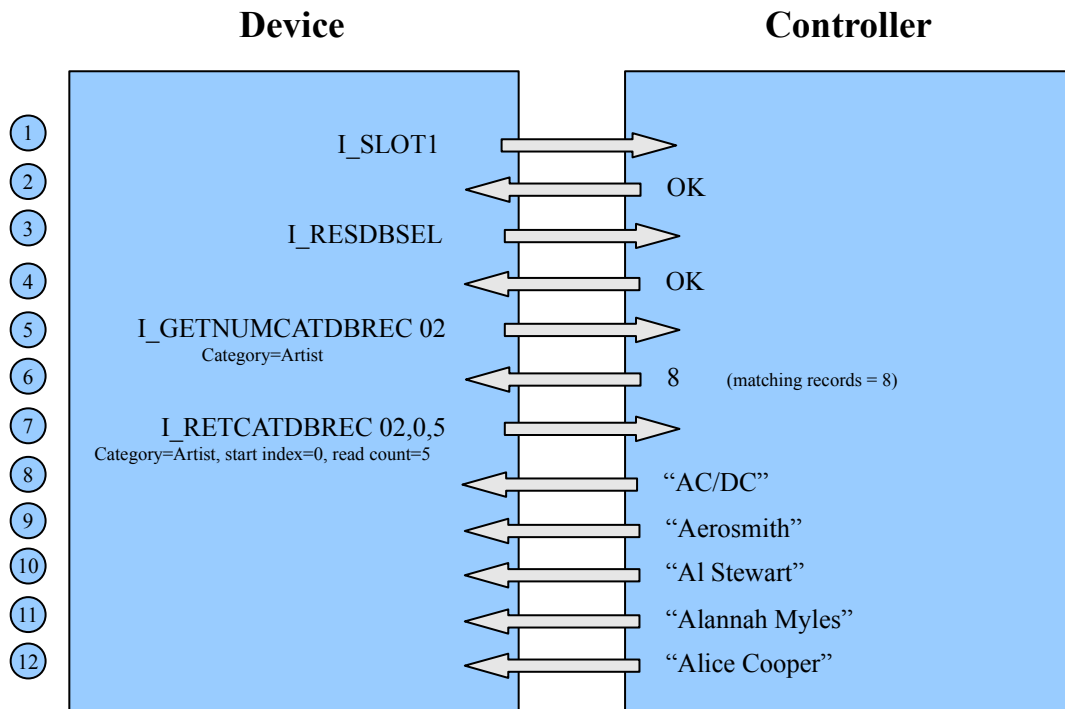 Device Controller
1 I_SLOT1
2 OK
3 I_RESDBSEL
4 OK
5 I_GETNUMCATDBREC 02
Category=Artist
6 8 (matching records = 8)
7 I_RETCATDBREC 02,0,5
Category=Artist, start index=0, read count=5
8 “AC/DC”
9 “Aerosmith”
10 “Al Stewart”
11 “Alannah Myles”
12 “Alice Cooper”